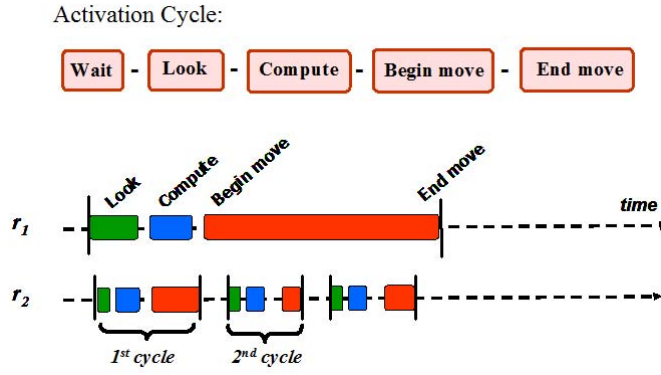 Activation Cycle:
Wait - Look - Compute - Begin move - End move
Look Compute Begin move End move
r1 time
r2
1st cycle 2nd cycle